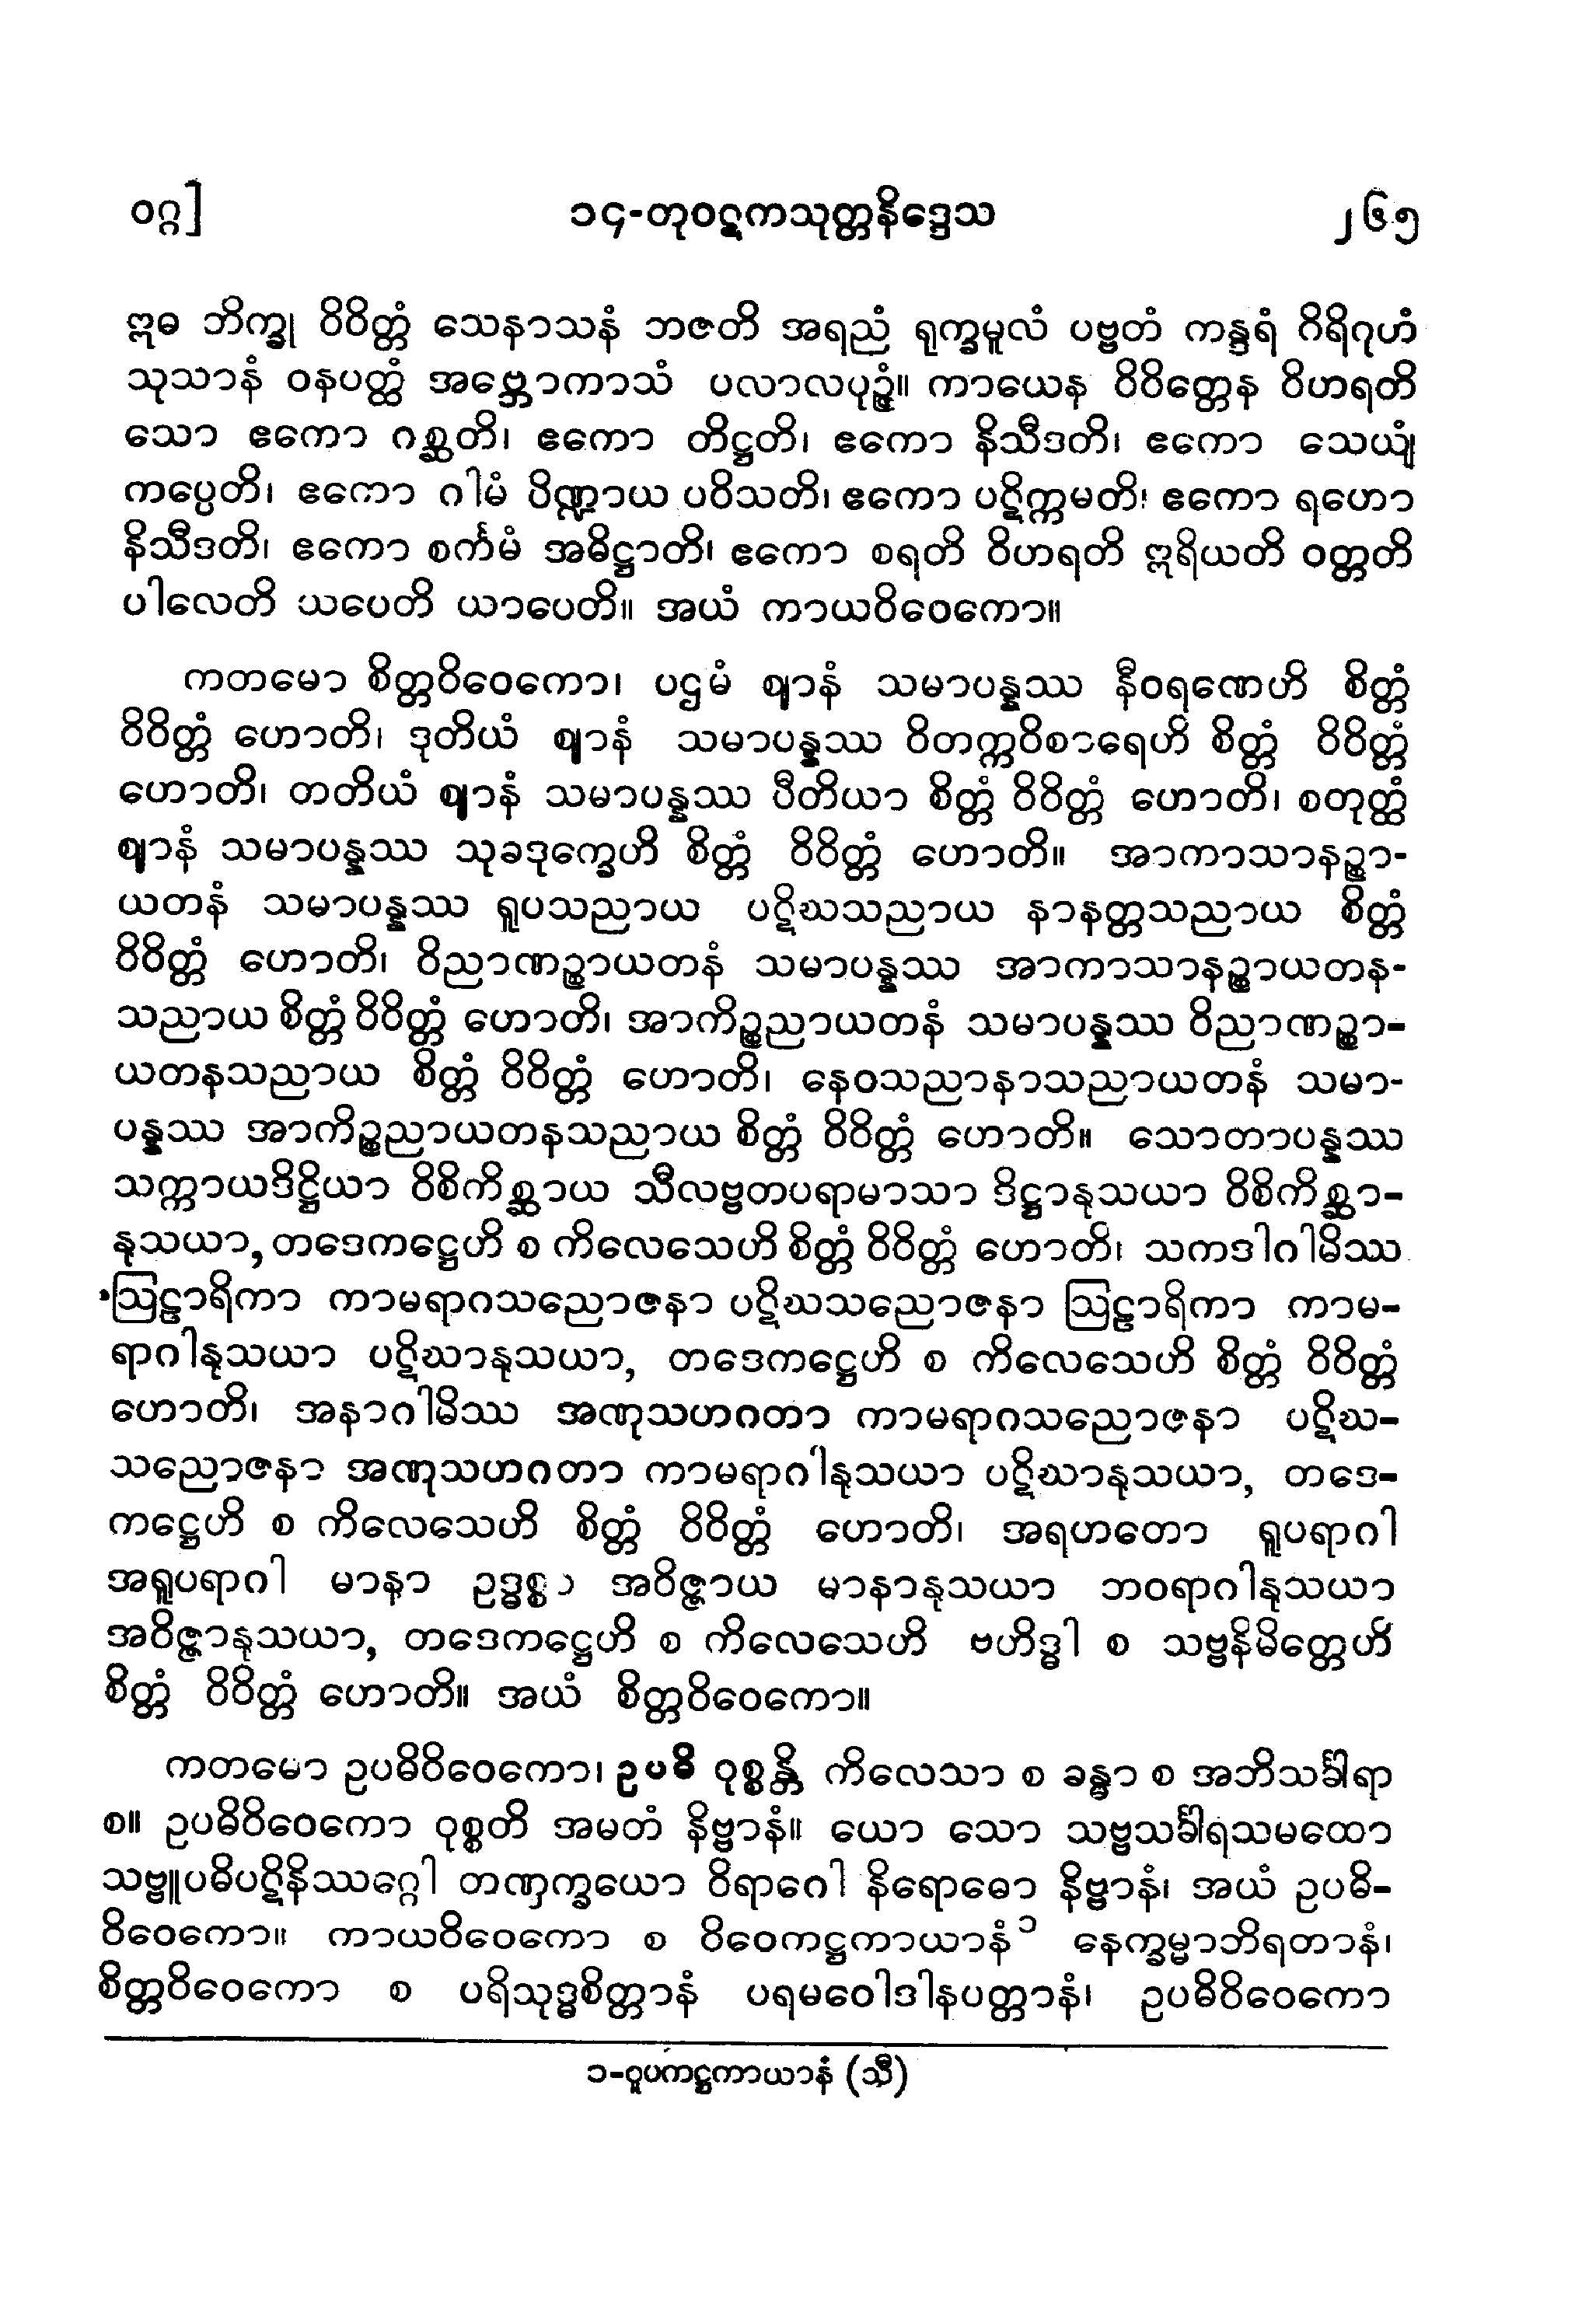 ဝဂ္ဂ]
၁၄-တုဝဋ္ဋကသုတ္တနိဒ္ဒေသ
၂၆၅
ဣဓ ဘိက္ခု ဝိဝိတ္တံ သေနာသနံ ဘဇတိ အရညံ ရုက္ခမူလံ ပဗ္ဗတံ ကန္ဒရံ ဂိရိဂုဟံ
သုသာနံ ဝနပတ္ထံ အဗ္ဘောကာသံ ပလာလပုဉ္ဇံ။ ကာယေန ဝိဝိတ္တေန ဝိဟရတိ
သော ဧကော ဂစ္ဆတိ၊ ဧကော တိဋ္ဌတိ၊ ဧကော နိသီဒတိ၊ ဧကော သေယျံ
ကပ္ပေတိ၊ ဧကော ဂါမံ ပိဏ္ဍာယ ပဝိသတိ၊ ဧကော ပဋိက္ကမတိ၊ ဧကော ရဟော
နိသီဒတိ၊ ဧကော စင်္ကမံ အဓိဋ္ဌာတိ၊ ဧကော စရတိ ဝိဟရတိ ဣရိယတိ ဝတ္တတိ
ပါလေတိ ယပေတိ ယာပေတိ။ အယံ ကာယဝိဝေကော။
ကတမော စိတ္တဝိဝေကော၊ ပဌမံ ဈာနံ သမာပန္နဿ နီဝရဏေဟိ စိတ္တံ
ဝိဝိတ္တံ ဟောတိ၊ ဒုတိယံ ဈာနံ သမာပန္နဿ ဝိတက္ကဝိစာရေဟိ စိတ္တံ ဝိဝိတ္တံ
ဟောတိ၊ တတိယံ ဈာနံ သမာပန္နဿ ပီတိယာ စိတ္တံ ဝိဝိတ္တံ ဟောတိ၊ စတုတ္ထံ
ဈာနံ သမာပန္နဿ သုခဒုက္ခေဟိ စိတ္တံ ဝိဝိတ္တံ ဟောတိ။ အာကာသာနဉ္စာ-
ယတနံ သမာပန္နဿ ရူပသညာယ ပဋိဃသညာယ နာနတ္တသညာယ စိတ္တံ
ဝိဝိတ္တံ ဟောတိ၊ ဝိညာဏဉ္စာယတနံ သမာပန္နဿ အာကာသာနဉ္စာယတန-
သညာယ စိတ္တံ ဝိဝိတ္တံ ဟောတိ၊ အာကိဉ္စညာယတနံ သမာပန္နဿ ဝိညာဏဉ္စာ-
ယတနသညာယ စိတ္တံ ဝိဝိတ္တံ ဟောတိ၊ နေဝသညာနာသညာယတနံ သမာ-
ပန္နဿ အာကိဉ္စညာယတနသညာယ စိတ္တံ ဝိဝိတ္တံ ဟောတိ။ သောတာပန္နဿ
သက္ကာယဒိဋ္ဌိယာ ဝိစိကိစ္ဆာယ သီလဗ္ဗတပရာမာသာ ဒိဋ္ဌာနုသယာ ဝိစိကိစ္ဆာ-
နုသယာ, တဒေကဋ္ဌေဟိ စ ကိလေသေဟိ စိတ္တံ ဝိဝိတ္တံ ဟောတိ၊ သကဒါဂါမိဿ
ဩဠာရိကာ ကာမရာဂသညောဇနာ ပဋိဃသညောဇနာ ဩဠာရိကာ ကာမ-
ရာဂါနုသယာ ပဋိဃာနုသယာ, တဒေကဋ္ဌေဟိ စ ကိလေသေဟိ စိတ္တံ ဝိဝိတ္တံ
ဟောတိ၊ အနာဂါမိဿ အဏုသဟဂတာ ကာမရာဂသညောဇနာ ပဋိဃ-
သညောဇနာ အဏုသဟဂတာ ကာမရာဂါနုသယာ ပဋိဃာနုသယာ, တဒေ-
ကဋ္ဌေဟိ စ ကိလေသေဟိ စိတ္တံ ဝိဝိတ္တံ ဟောတိ၊ အရဟတော ရူပရာဂါ
အရူပရာဂါ မာနာ ဥဒ္ဓစ္စာ အဝိဇ္ဇာယ မာနာနုသယာ ဘဝရာဂါနုသယာ
အဝိဇ္ဇာနုသယာ, တဒေကဋ္ဌေဟိ စ ကိလေသေဟိ ဗဟိဒ္ဓါ စ သဗ္ဗနိမိတ္တေဟိ
စိတ္တံ ဝိဝိတ္တံ ဟောတိ။ အယံ စိတ္တဝိဝေကော။
ကတမော ဥပဓိဝိဝေကော၊ ဥပဓိ ဝုစ္စန္တိ ကိလေသာ စ ခန္ဓာ စ အဘိသင်္ခါရာ
စ။ ဥပဓိဝိဝေကော ဝုစ္စတိ အမတံ နိဗ္ဗာနံ။ ယော သော သဗ္ဗသင်္ခါရသမထော
သဗ္ဗူပဓိပဋိနိဿဂ္ဂေါ တဏှက္ခယော ဝိရာဂေါ နိရောဓော နိဗ္ဗာနံ၊ အယံ ဥပဓိ-
ဝိဝေကော။ ကာယဝိဝေကော စ ဝိဝေကဋ္ဌကာယာနံ ၁ နေက္ခမ္မာဘိရတာနံ၊
စိတ္တဝိဝေကော စ ပရိသုဒ္ဓစိတ္တာနံ ပရမဝေါဒါနပတ္တာနံ၊ ဥပဓိဝိဝေကော
၁-ဝူပကဋ္ဌကာယာနံ (သီ)